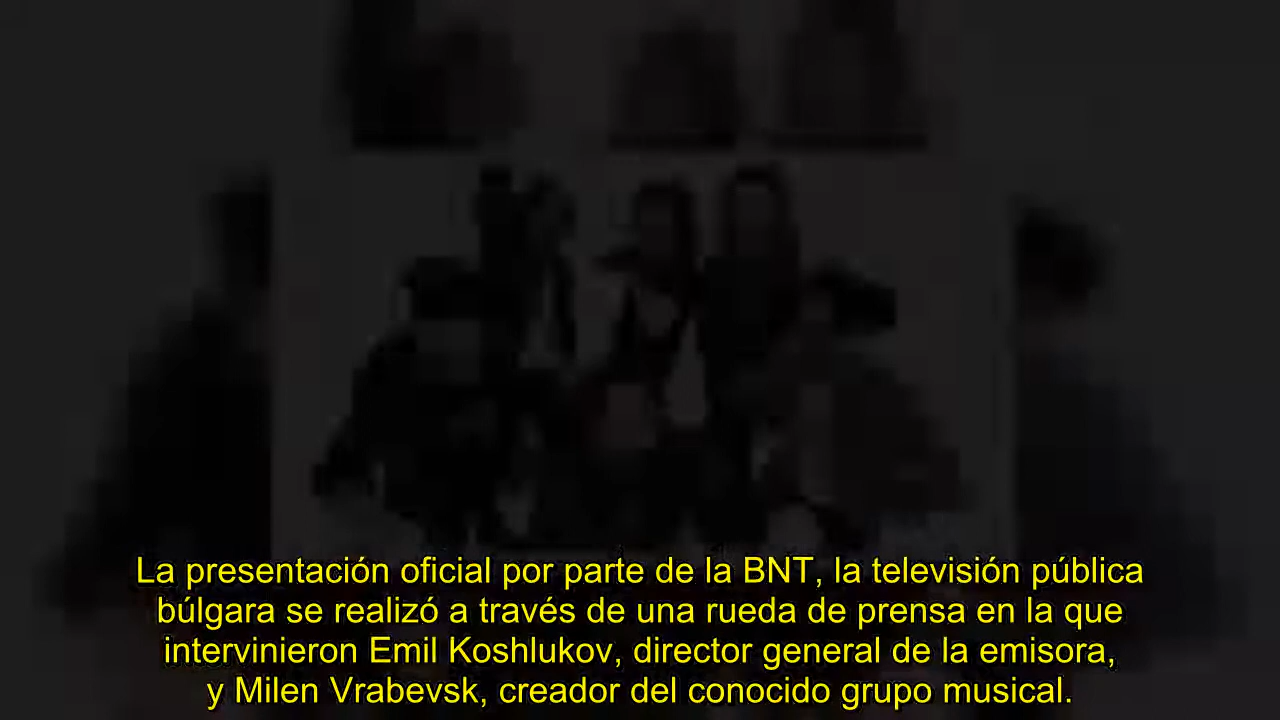 La presentación oficial por parte de la BNT, la televisión pública
búlgara se realizó a través de una rueda de prensa en la que
intervinieron Emil Koshlukov, director general de la emisora,
y Milen Vrabevsk, creador del conocido grupo musical.